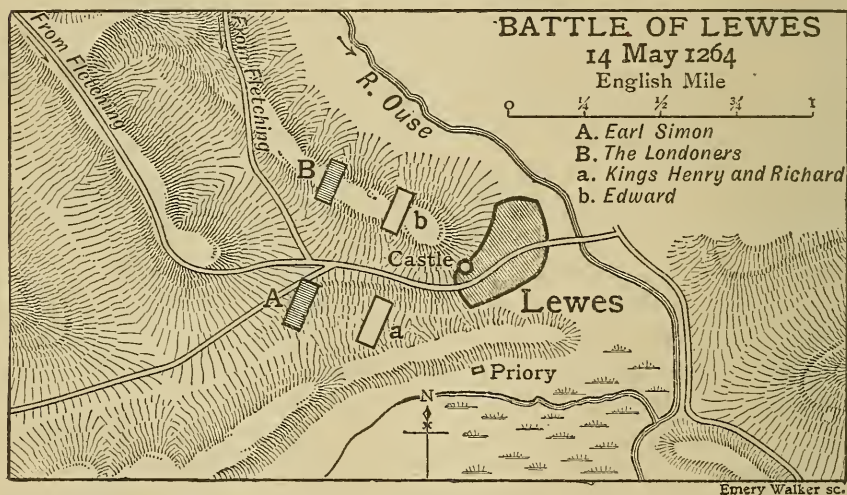 BATTLE OF LEWES
14 May 1264
English Mile
0 ¼ ½ ¾ 1
A. Earl Simon
B. The Londoners
a. Kings Henry and Richard
b. Edward
From Fletching
From Fletching
R. Ouse
B
b
Castle
A
a
Lewes
Priory
N
Emery Walker sc.